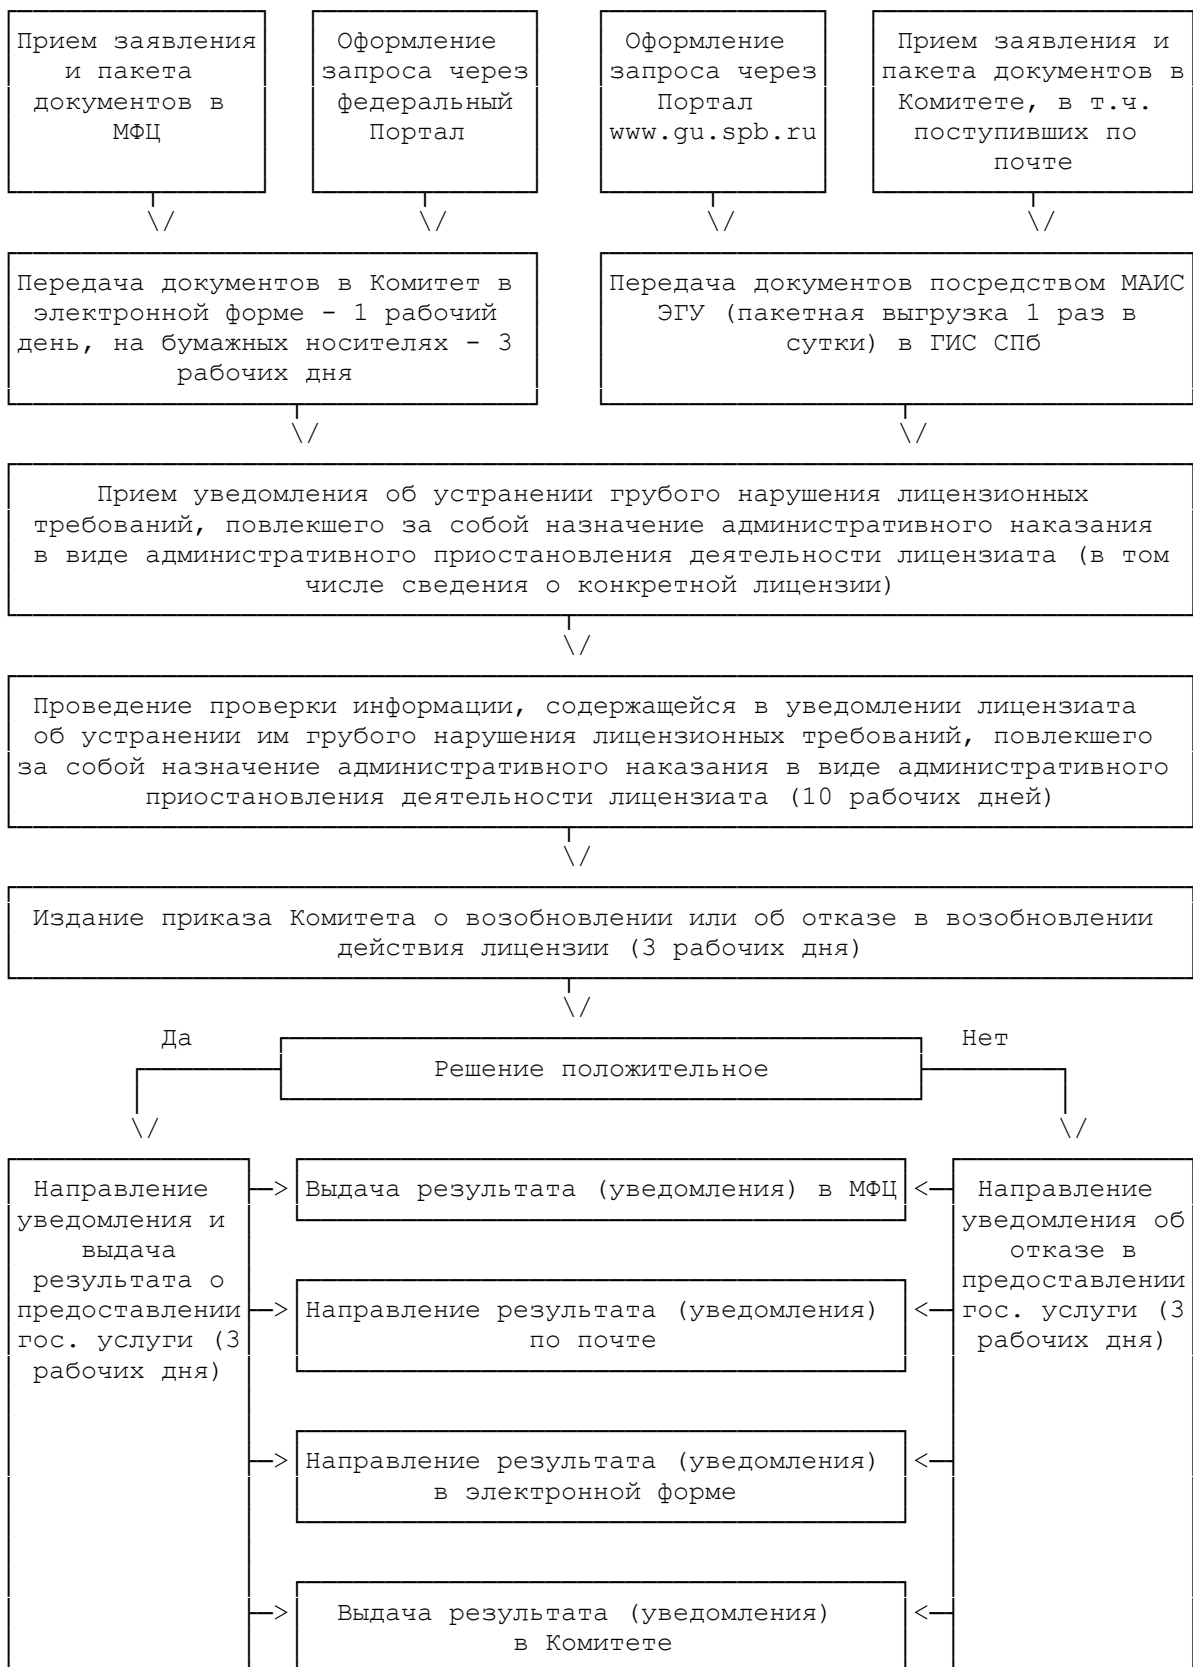 Прием заявления
и пакета
документов в
МФЦ
Оформление
запроса через
федеральный
Портал
Оформление
запроса через
Портал
www.gu.spb.ru
Прием заявления и
пакета документов в
Комитете, в т.ч.
поступивших по
почте
Передача документов в Комитет в
электронной форме - 1 рабочий
день, на бумажных носителях - 3
рабочих дня
Передача документов посредством МАИС
ЭГУ (пакетная выгрузка 1 раз в
сутки) в ГИС СПб
Прием уведомления об устранении грубого нарушения лицензионных
требований, повлекшего за собой назначение административного наказания
в виде административного приостановления деятельности лицензиата (в том
числе сведения о конкретной лицензии)
Проведение проверки информации, содержащейся в уведомлении лицензиата
об устранении им грубого нарушения лицензионных требований, повлекшего
за собой назначение административного наказания в виде административного
приостановления деятельности лицензиата (10 рабочих дней)
Издание приказа Комитета о возобновлении или об отказе в возобновлении
действия лицензии (3 рабочих дня)
Да
Нет
Решение положительное
Направление
уведомления и
выдача
результата о
предоставлении
гос. услуги (3
рабочих дня)
Выдача результата (уведомления) в МФЦ
Направление результата (уведомления)
по почте
Направление результата (уведомления)
в электронной форме
Выдача результата (уведомления)
в Комитете
Направление
уведомления об
отказе в
предоставлении
гос. услуги (3
рабочих дня)